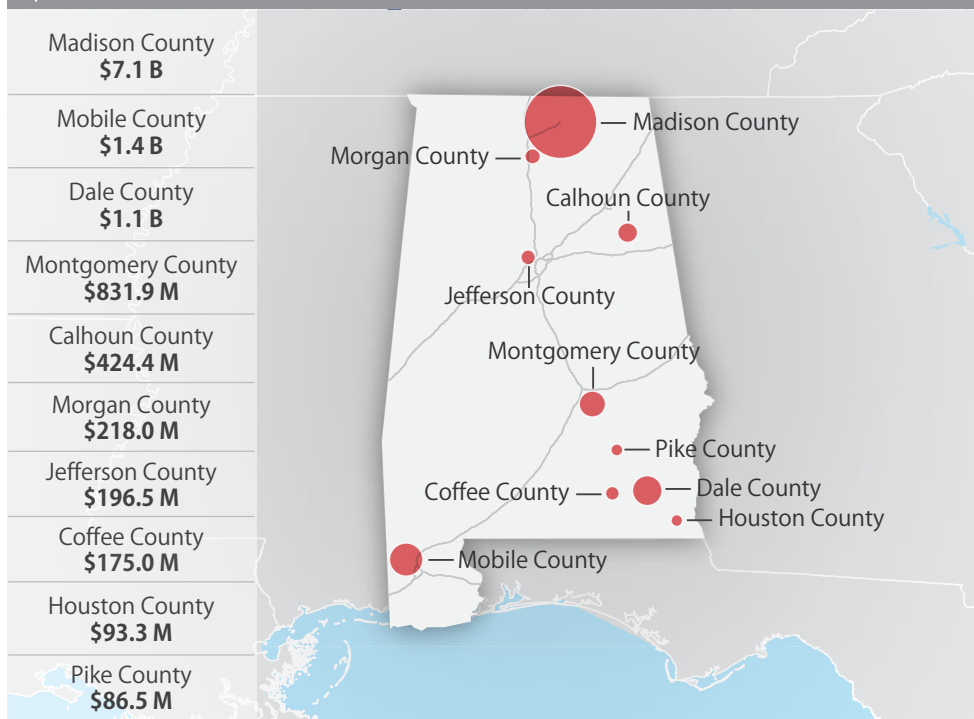 Madison County
$7.1 B
Mobile County
$1.4 B
Dale County
$1.1 B
Montgomery County
$831.9 M
Calhoun County
$424.4 M
Morgan County
$218.0 M
Jefferson County
$196.5 M
Coffee County
$175.0 M
Houston County
$93.3 M
Pike County
$86.5 M
Madison County
Morgan County
Calhoun County
Jefferson County
Montgomery County
Pike County
Coffee County
Dale County
Houston County
Mobile County